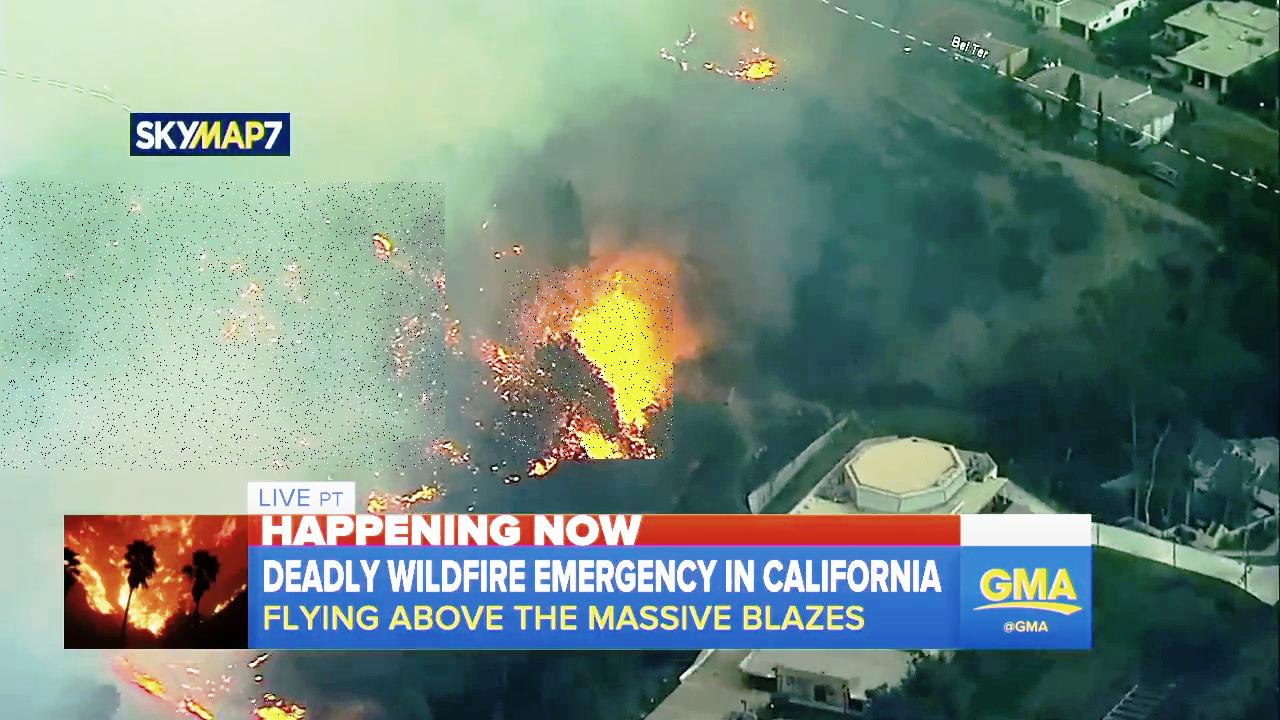 Bel Ter
SKYMAP7
LIVE PT
HAPPENING NOW
DEADLY WILDFIRE EMERGENCY IN CALIFORNIA
FLYING ABOVE THE MASSIVE BLAZES
GMA
@GMA